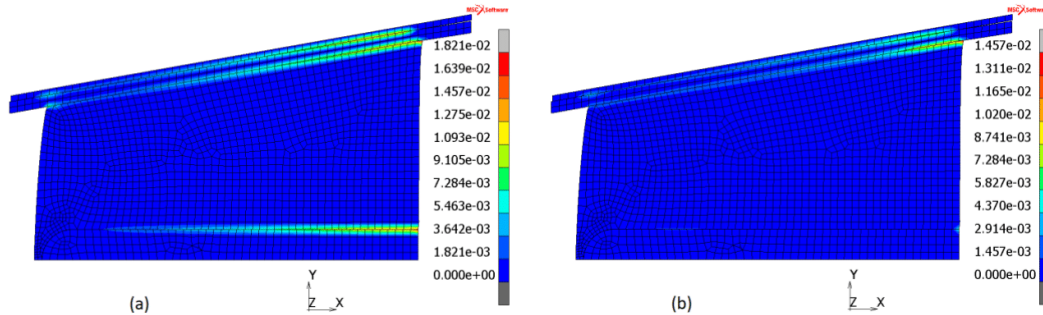 MSC Software
1.821e-02
1.639e-02
1.457e-02
1.275e-02
1.093e-02
9.105e-03
7.284e-03
5.463e-03
3.642e-03
1.821e-03
0.000e+00
Y
Z X
(a)
MSC Software
1.457e-02
1.311e-02
1.165e-02
1.020e-02
8.741e-03
7.284e-03
5.827e-03
4.370e-03
2.914e-03
1.457e-03
0.000e+00
Y
Z X
(b)